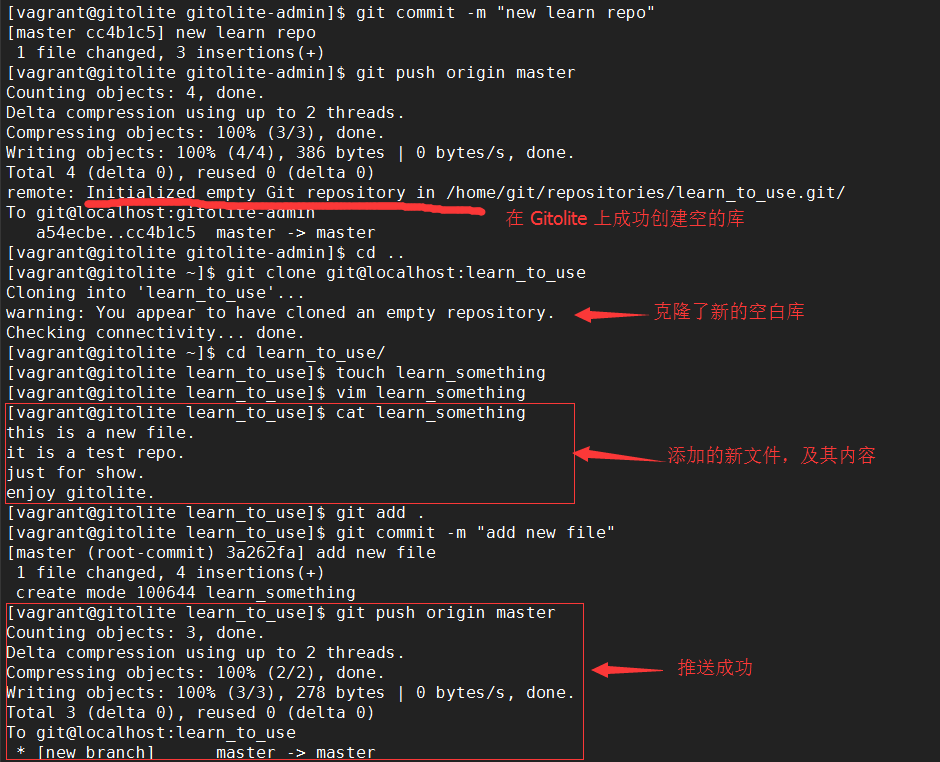 [vagrant@gitolite gitolite-admin]$ git commit -m "new learn repo"
[master cc4b1c5] new learn repo
 1 file changed, 3 insertions(+)
[vagrant@gitolite gitolite-admin]$ git push origin master
Counting objects: 4, done.
Delta compression using up to 2 threads.
Compressing objects: 100% (3/3), done.
Writing objects: 100% (4/4), 386 bytes | 0 bytes/s, done.
Total 4 (delta 0), reused 0 (delta 0)
remote: Initialized empty Git repository in /home/git/repositories/learn_to_use.git/
To git@localhost:gitolite-admin
在 Gitolite 上成功创建空的库
   a54ecbe..cc4b1c5  master -> master
[vagrant@gitolite gitolite-admin]$ cd ..
[vagrant@gitolite ~]$ git clone git@localhost:learn_to_use
Cloning into 'learn_to_use'...
warning: You appear to have cloned an empty repository.
克隆了新的空白库
Checking connectivity... done.
[vagrant@gitolite ~]$ cd learn_to_use/
[vagrant@gitolite learn_to_use]$ touch learn_something
[vagrant@gitolite learn_to_use]$ vim learn_something
[vagrant@gitolite learn_to_use]$ cat learn_something
this is a new file.
it is a test repo.
添加的新文件，及其内容
just for show.
enjoy gitolite.
[vagrant@gitolite learn_to_use]$ git add .
[vagrant@gitolite learn_to_use]$ git commit -m "add new file"
[master (root-commit) 3a262fa] add new file
 1 file changed, 4 insertions(+)
 create mode 100644 learn_something
[vagrant@gitolite learn_to_use]$ git push origin master
Counting objects: 3, done.
Delta compression using up to 2 threads.
Compressing objects: 100% (2/2), done.
推送成功
Writing objects: 100% (3/3), 278 bytes | 0 bytes/s, done.
Total 3 (delta 0), reused 0 (delta 0)
To git@localhost:learn_to_use
 * [new branch]      master -> master